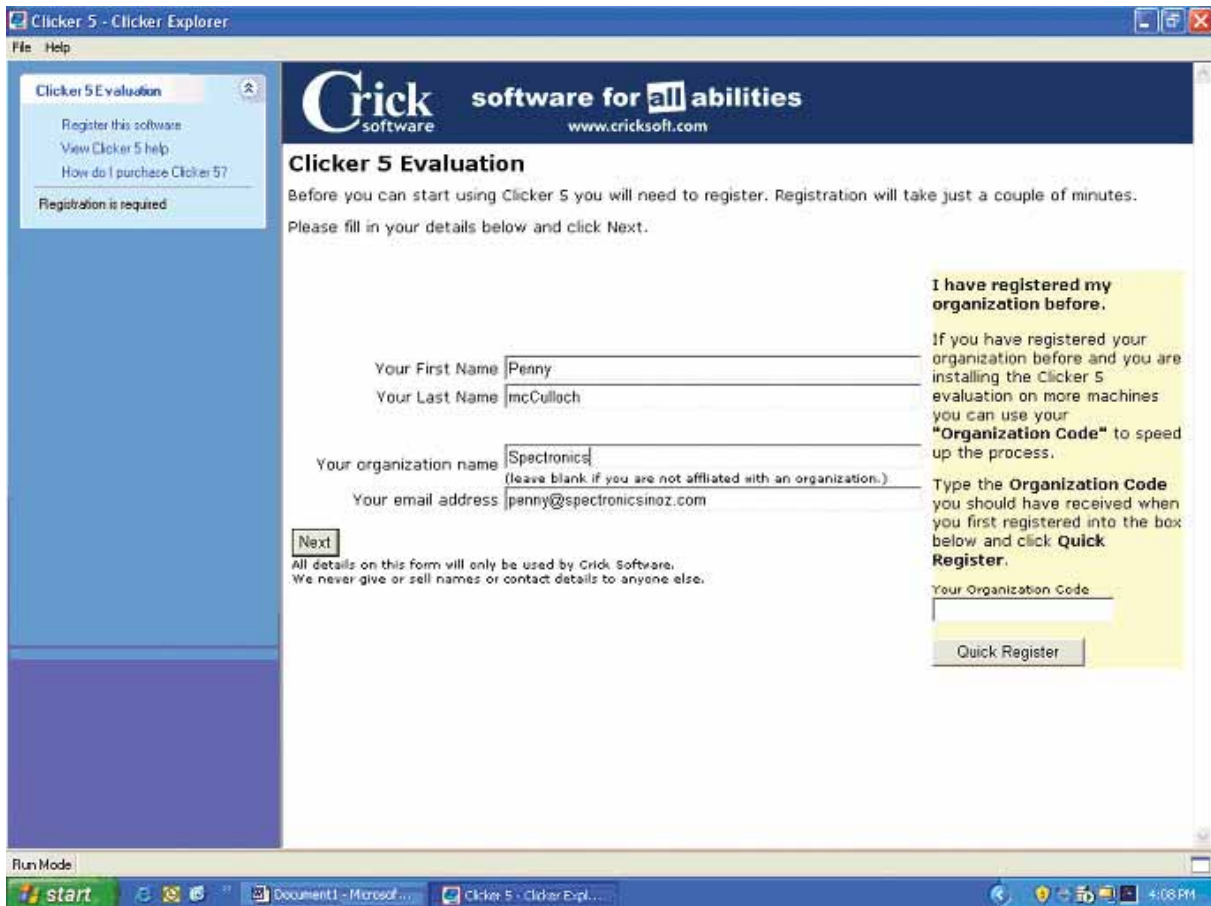 Clicker 5 - Clicker Explorer
File Help
Clicker 5 Evaluation
Register this software
View Clicker 5 help
How do I purchase Clicker 5?
Registration is required
Crick
software
software for all abilities
www.cricksoft.com
Clicker 5 Evaluation
Before you can start using Clicker 5 you will need to register. Registration will take just a couple of minutes.
Please fill in your details below and click Next.
Your First Name Penny
Your Last Name mcCulloch
Your organization name Spectronics
(leave blank if you are not affliated with an organization.)
Your email address penny@spectronicsinoz.com
Next
All details on this form will only be used by Crick Software.
We never give or sell names or contact details to anyone else.
I have registered my
organization before.
If you have registered your
organization before and you are
installing the Clicker 5
evaluation on more machines
you can use your
"Organization Code" to speed
up the process.
Type the Organization Code
you should have received when
you first registered into the box
below and click Quick
Register.
Your Organization Code
Quick Register
Run Mode
start
Document1 - Microsof...
Clicker 5 - Clicker Expl...
4:08 PM